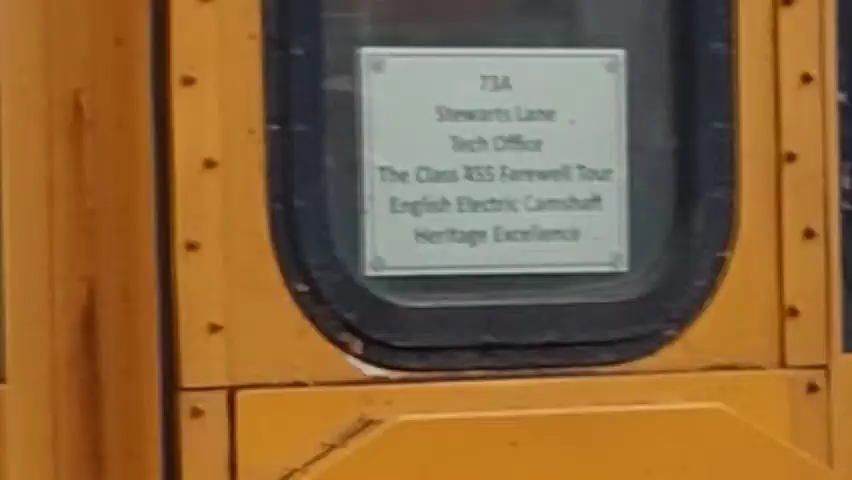 73A
Stewarts Lane
Tech Office
The Class 455 Farewell Tour
English Electric Camshaft
Heritage Excellence